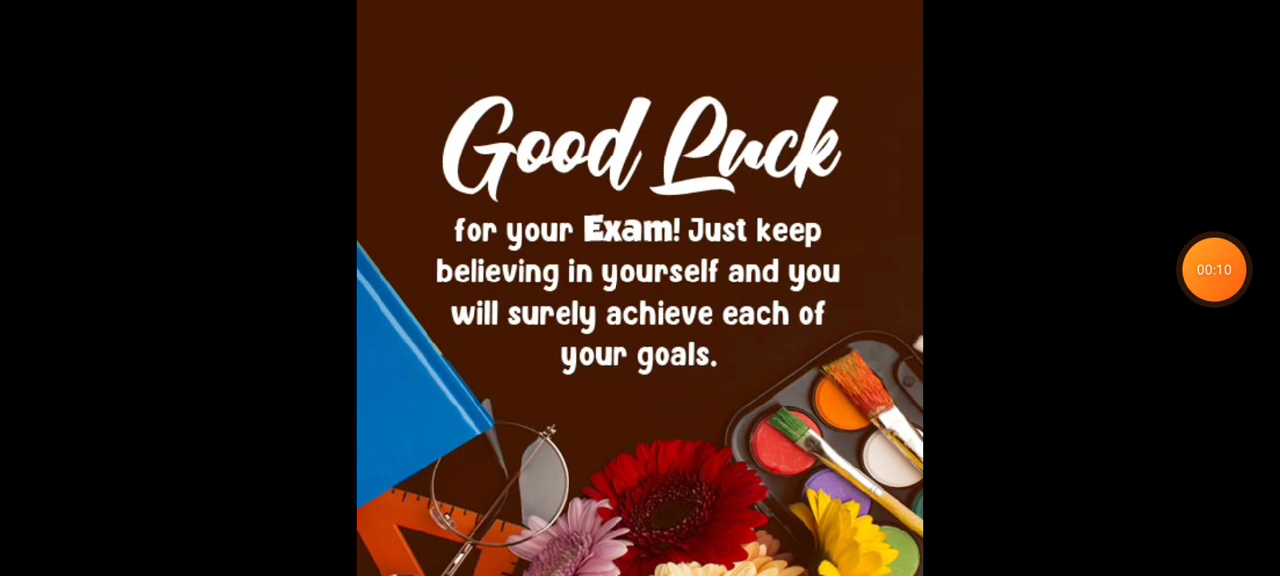 Good Luck
for your Exam! Just keep
believing in yourself and you
will surely achieve each of
your goals.
00:10